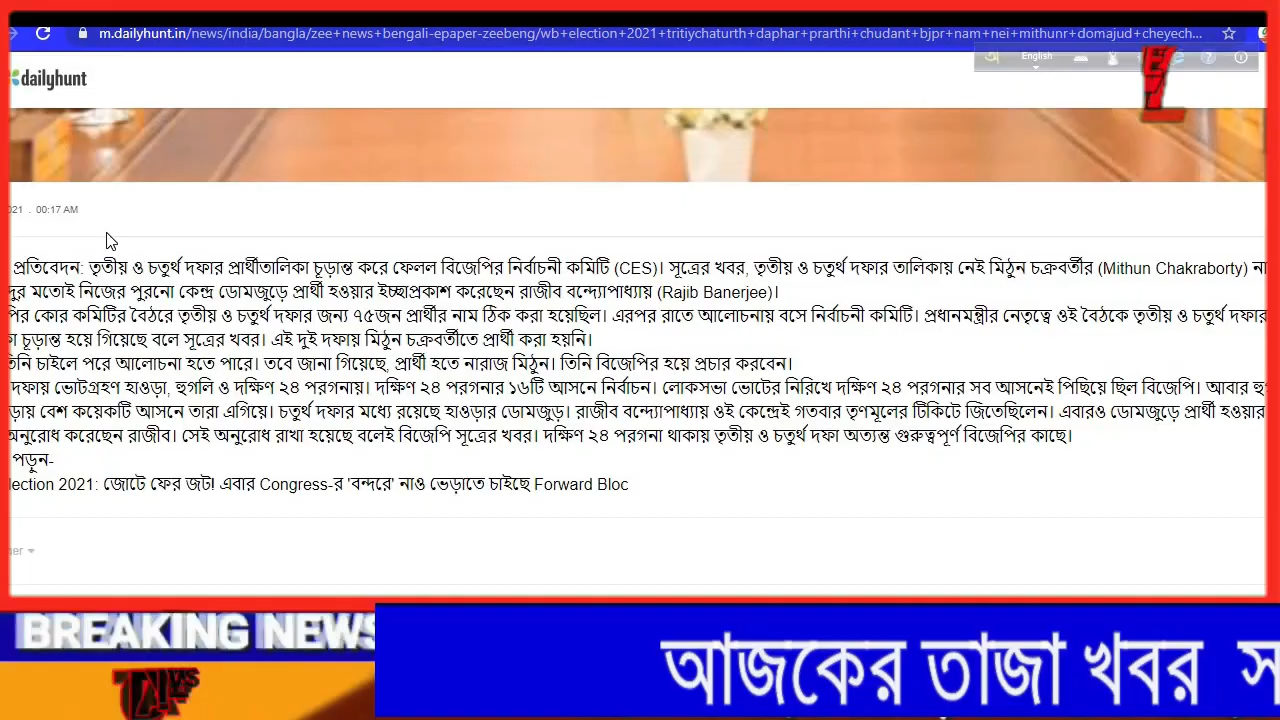 m.dailyhunt.in/news/india/bangla/zee+news+bengali-epaper-zeebeng/wb+election+2021+tritiychaturth+daphar+prarthi+chudant+bjpr+nam+nei+mithunr+domajud+cheyech...
English
dailyhunt
021 . 00:17 AM
প্রতিবেদন: তৃতীয় ও চতুর্থ দফার প্রার্থীতালিকা চূড়ান্ত করে ফেলল বিজেপির নির্বাচনী কমিটি (CES)। সূত্রের খবর, তৃতীয় ও চতুর্থ দফার তালিকায় নেই মিঠুন চক্রবর্তীর (Mithun Chakraborty) না
দুর মতোই নিজের পুরনো কেন্দ্র ডোমজুড়ে প্রার্থী হওয়ার ইচ্ছাপ্রকাশ করেছেন রাজীব বন্দ্যোপাধ্যায় (Rajib Banerjee)।
পির কোর কমিটির বৈঠরে তৃতীয় ও চতুর্থ দফার জন্য ৭৫জন প্রার্থীর নাম ঠিক করা হয়েছিল। এরপর রাতে আলোচনায় বসে নির্বাচনী কমিটি। প্রধানমন্ত্রীর নেতৃত্বে ওই বৈঠকে তৃতীয় ও চতুর্থ দফার
কা চূড়ান্ত হয়ে গিয়েছে বলে সূত্রের খবর। এই দুই দফায় মিঠুন চক্রবর্তীতে প্রার্থী করা হয়নি।
তিনি চাইলে পরে আলোচনা হতে পারে। তবে জানা গিয়েছে, প্রার্থী হতে নারাজ মিঠুন। তিনি বিজেপির হয়ে প্রচার করবেন।
দফায় ভোটগ্রহণ হাওড়া, হুগলি ও দক্ষিণ ২৪ পরগনায়। দক্ষিণ ২৪ পরগনার ১৬টি আসনে নির্বাচন। লোকসভা ভোটের নিরিখে দক্ষিণ ২৪ পরগনার সব আসনেই পিছিয়ে ছিল বিজেপি। আবার হু
ড়ায় বেশ কয়েকটি আসনে তারা এগিয়ে। চতুর্থ দফার মধ্যে রয়েছে হাওড়ার ডোমজুড়। রাজীব বন্দ্যোপাধ্যায় ওই কেন্দ্রেই গতবার তৃণমূলের টিকিটে জিতেছিলেন। এবারও ডোমজুড়ে প্রার্থী হওয়ার
অনুরোধ করেছেন রাজীব। সেই অনুরোধ রাখা হয়েছে বলেই বিজেপি সূত্রের খবর। দক্ষিণ ২৪ পরগনা থাকায় তৃতীয় ও চতুর্থ দফা অত্যন্ত গুরুত্বপূর্ণ বিজেপির কাছে।
পড়ুন-
lection 2021: জোটে ফের জট! এবার Congress-র 'বন্দরে' নাও ভেড়াতে চাইছে Forward Bloc
her
BREAKING NEWS
আজকের তাজা খবর স